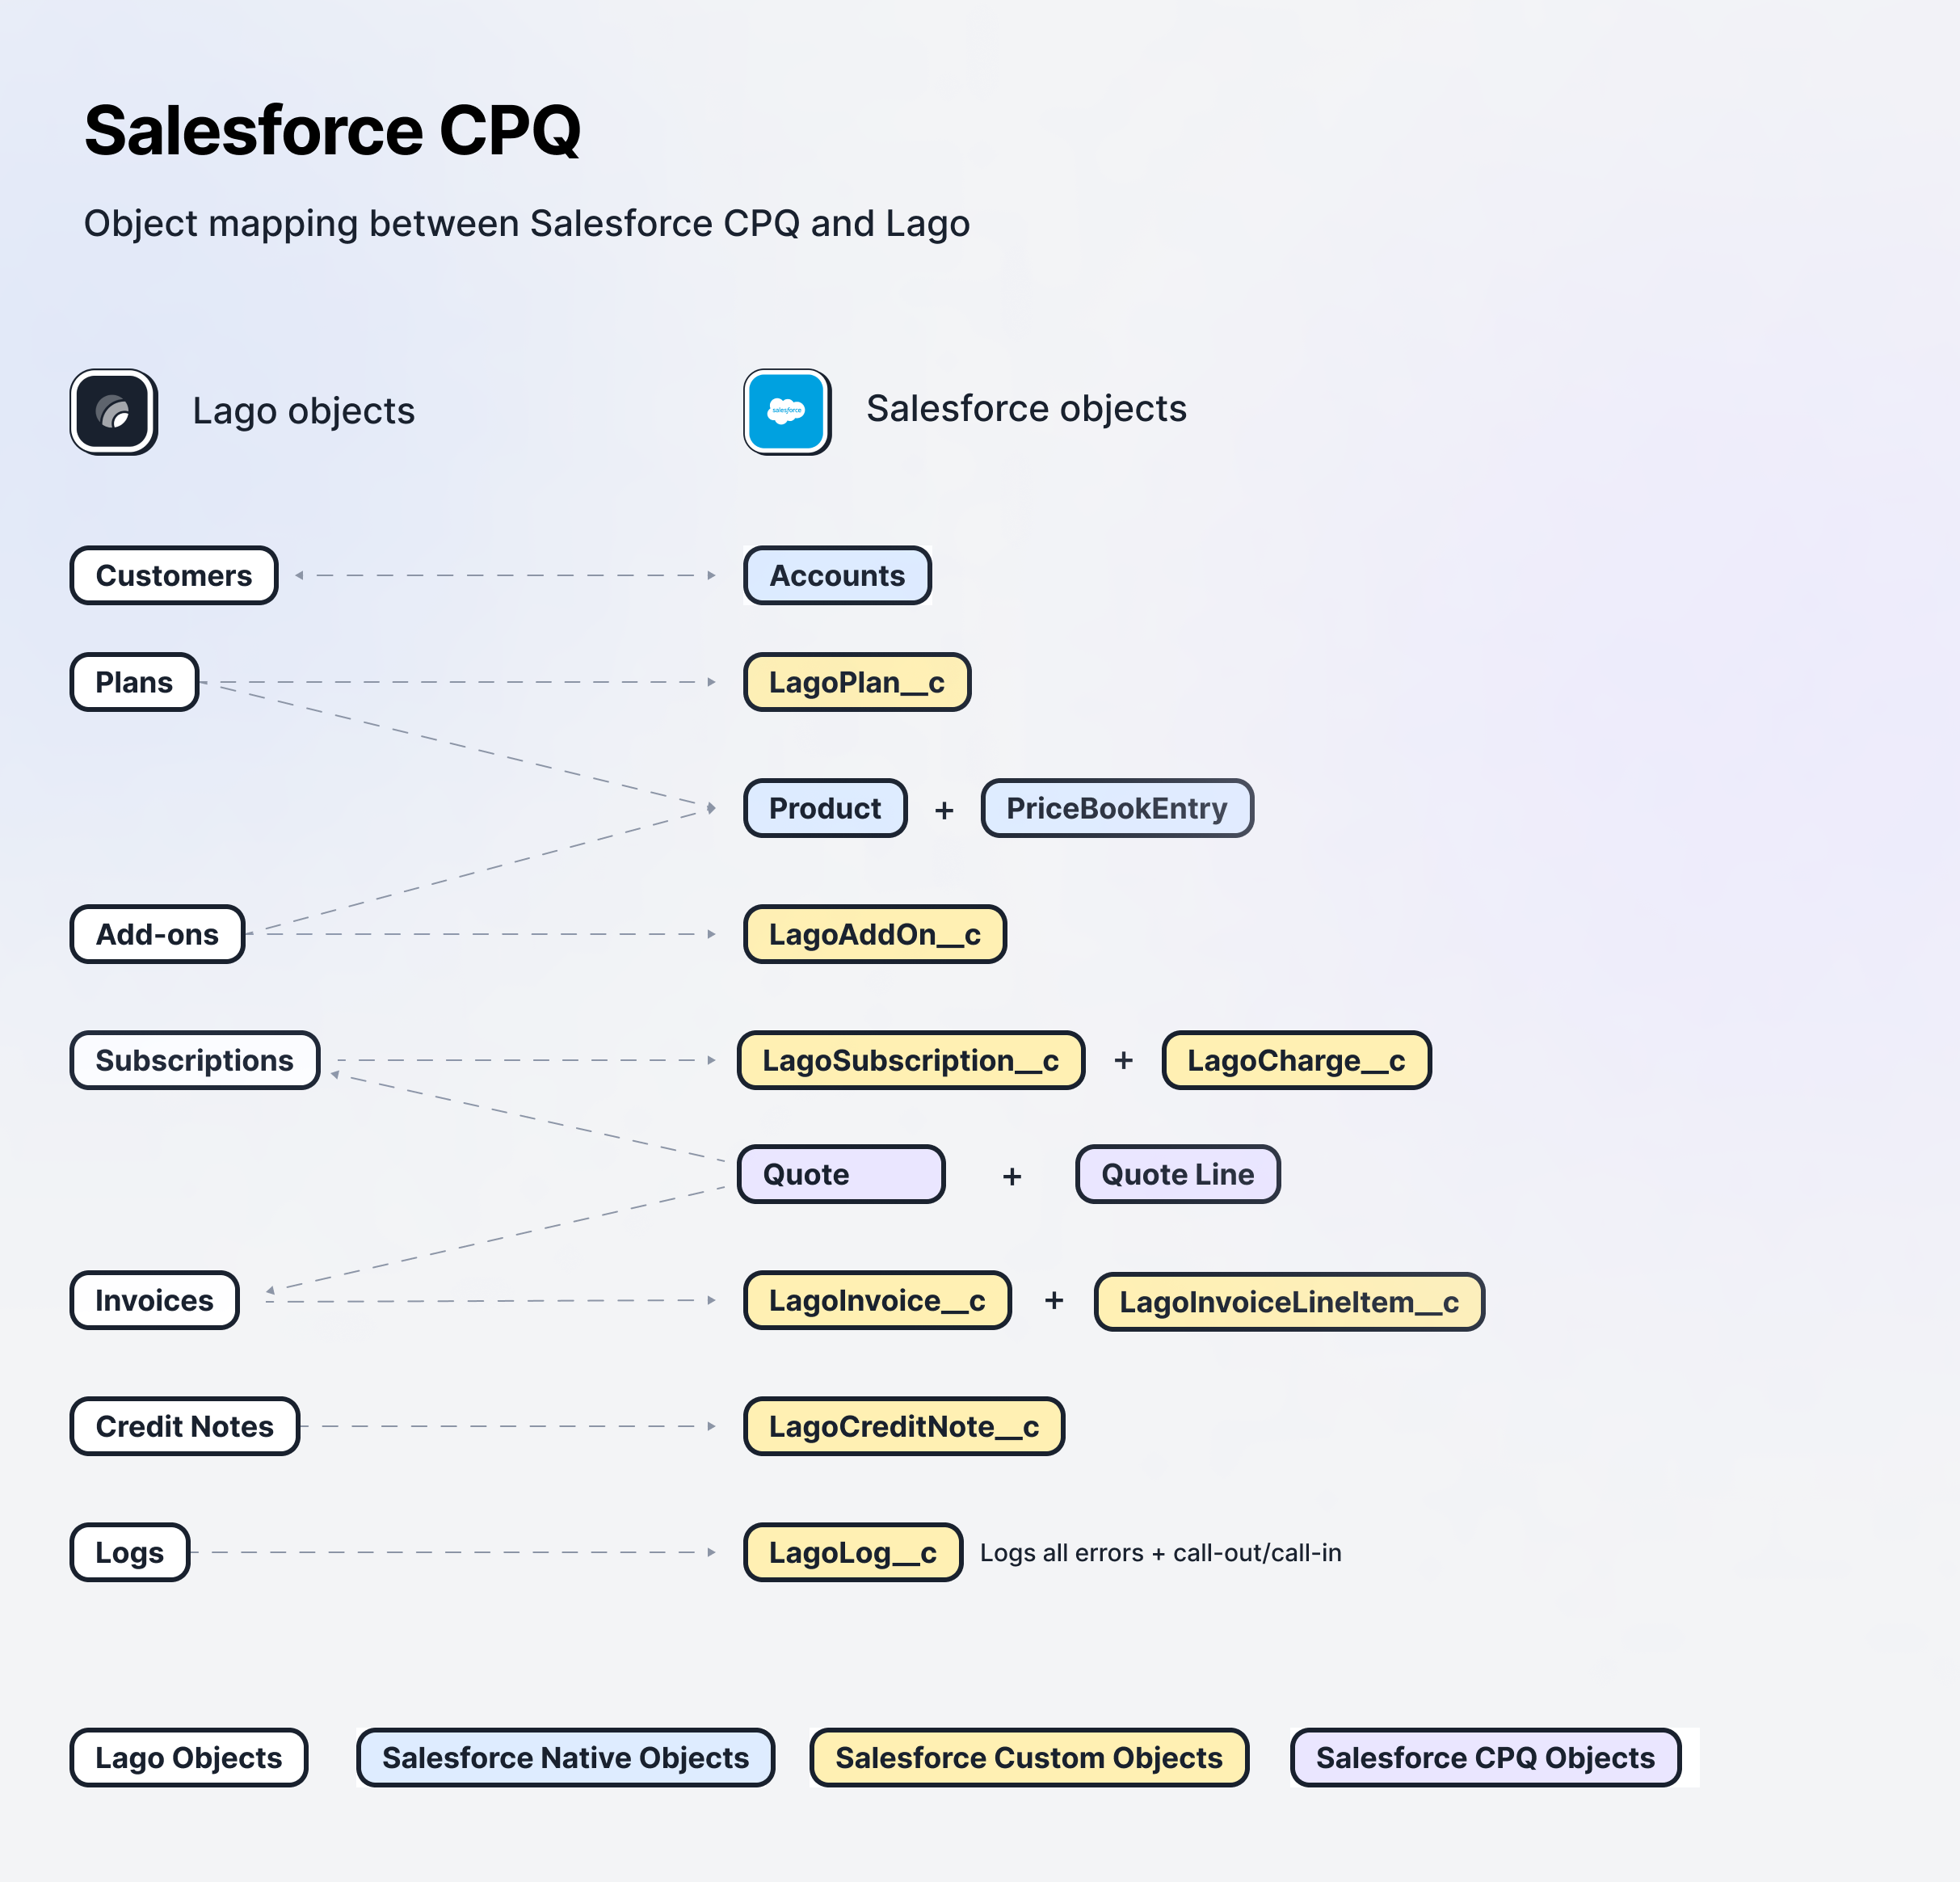 Salesforce CPQ
Object mapping between Salesforce CPQ and Lago
Lago objects
salesforce
Salesforce objects
Customers
Accounts
Plans
LagoPlan__c
Product + PriceBookEntry
Add-ons
LagoAddOn__c
Subscriptions
LagoSubscription__c + LagoCharge__c
Quote + Quote Line
Invoices
LagoInvoice__c + LagoInvoiceLineItem__c
Credit Notes
LagoCreditNote__c
Logs
LagoLog__c Logs all errors + call-out/call-in
Lago Objects
Salesforce Native Objects
Salesforce Custom Objects
Salesforce CPQ Objects